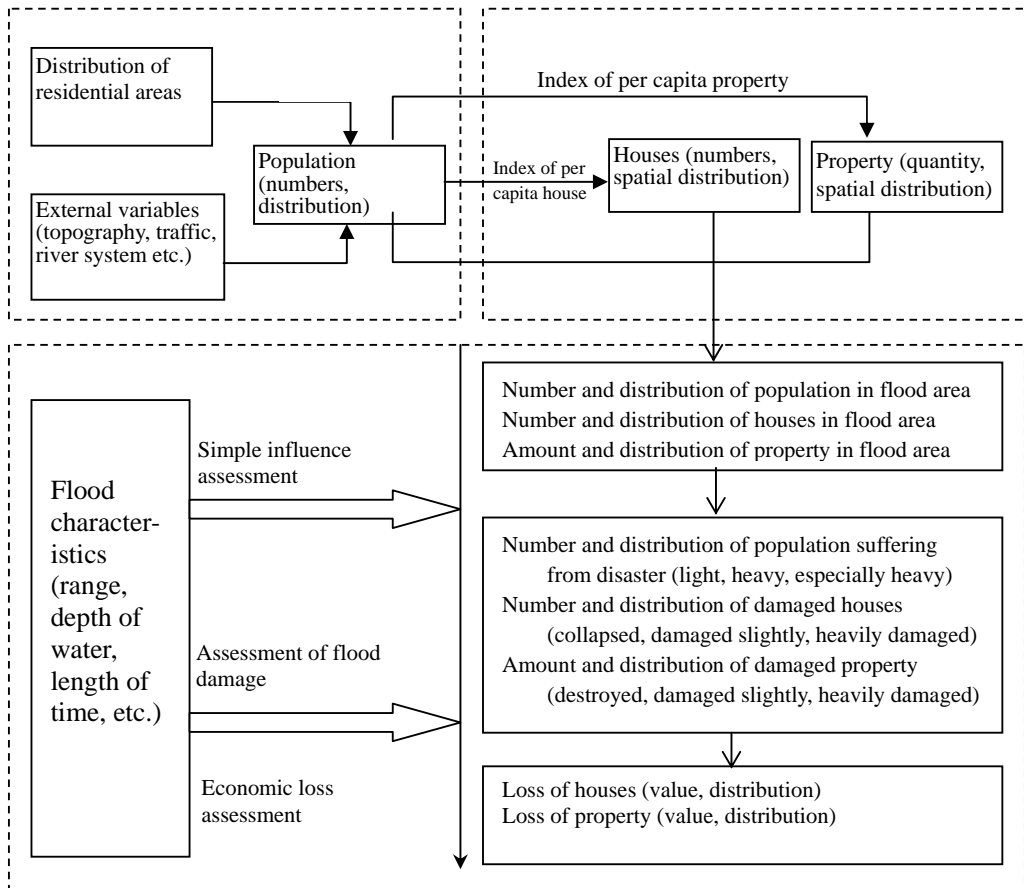 Distribution of
residential areas
External variables
(topography, traffic,
river system etc.)
Population
(numbers,
distribution)
Index of per capita property
Index of per
capita house
Houses (numbers,
spatial distribution)
Property (quantity,
spatial distribution)
Flood
character-
istics
(range,
depth of
water,
length of
time, etc.)
Simple influence
assessment
Assessment of flood
damage
Economic loss
assessment
Number and distribution of population in flood area
Number and distribution of houses in flood area
Amount and distribution of property in flood area
Number and distribution of population suffering
from disaster (light, heavy, especially heavy)
Number and distribution of damaged houses
(collapsed, damaged slightly, heavily damaged)
Amount and distribution of damaged property
(destroyed, damaged slightly, heavily damaged)
Loss of houses (value, distribution)
Loss of property (value, distribution)